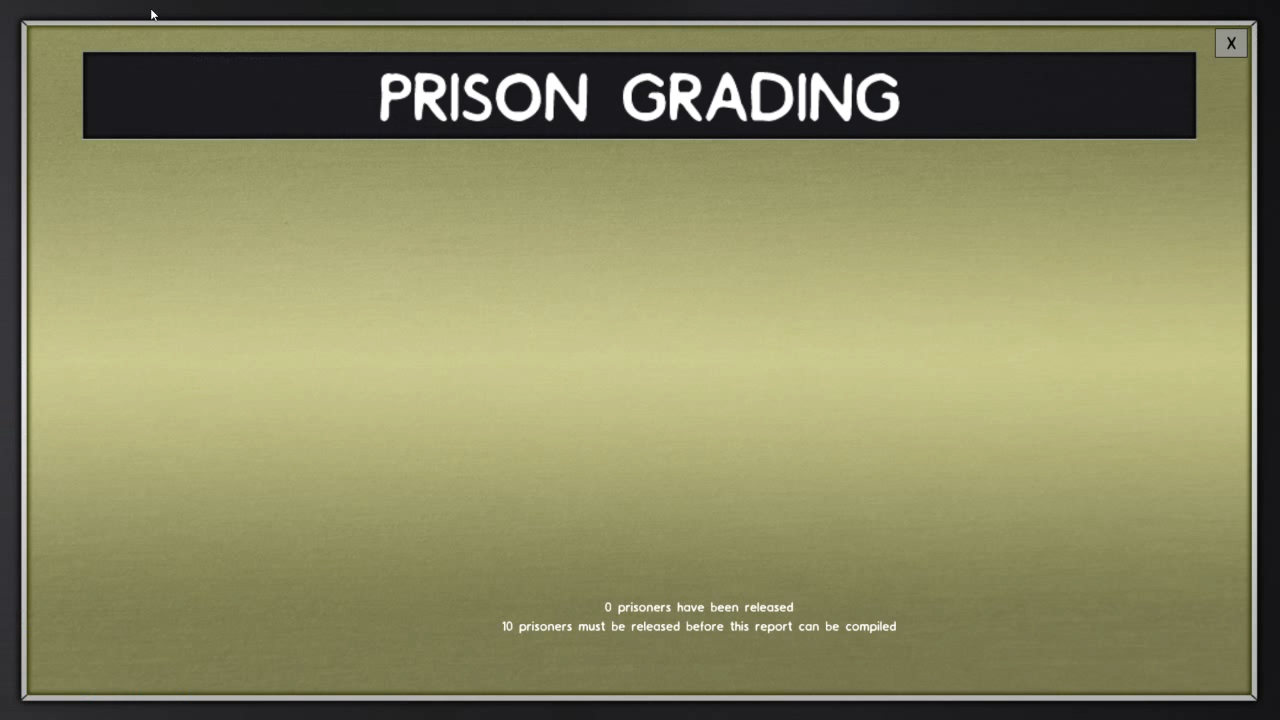 X
PRISON GRADING
0 prisoners have been released
10 prisoners must be released before this report can be compiled